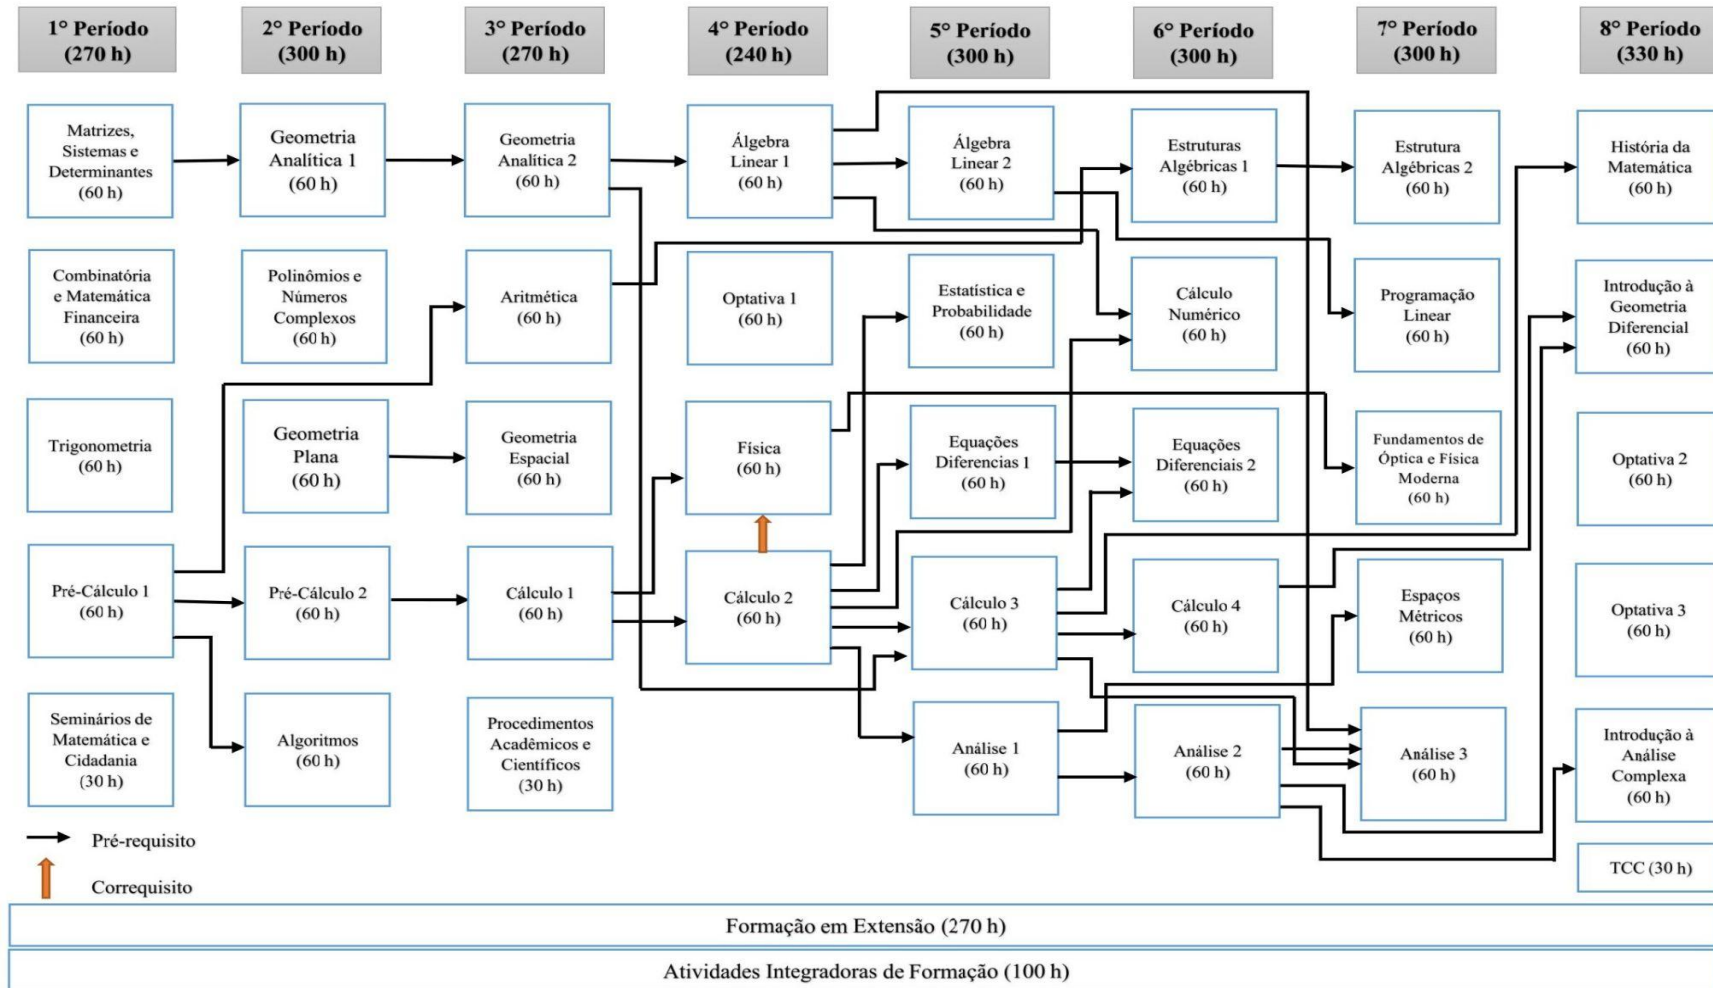 1° Período
(270 h)
2° Período
(300 h)
3° Período
(270 h)
4° Período
(240 h)
5° Período
(300 h)
6° Período
(300 h)
7° Período
(300 h)
8° Período
(330 h)
Matrizes,
Sistemas e
Determinantes
(60 h)
Geometria
Analítica 1
(60 h)
Geometria
Analítica 2
(60 h)
Álgebra
Linear 1
(60 h)
Álgebra
Linear 2
(60 h)
Estruturas
Algébricas 1
(60 h)
Estrutura
Algébricas 2
(60 h)
História da
Matemática
(60 h)
Combinatória
e Matemática
Financeira
(60 h)
Polinômios e
Números
Complexos
(60 h)
Aritmética
(60 h)
Optativa 1
(60 h)
Estatística e
Probabilidade
(60 h)
Cálculo
Numérico
(60 h)
Programação
Linear
(60 h)
Introdução à
Geometria
Diferencial
(60 h)
Trigonometria
(60 h)
Geometria
Plana
(60 h)
Geometria
Espacial
(60 h)
Física
(60 h)
Equações
Diferencias 1
(60 h)
Equações
Diferenciais 2
(60 h)
Fundamentos de
Óptica e Física
Moderna
(60 h)
Optativa 2
(60 h)
Pré-Cálculo 1
(60 h)
Pré-Cálculo 2
(60 h)
Cálculo 1
(60 h)
Cálculo 2
(60 h)
Cálculo 3
(60 h)
Cálculo 4
(60 h)
Espaços
Métricos
(60 h)
Optativa 3
(60 h)
Seminários de
Matemática e
Cidadania
(30 h)
Algoritmos
(60 h)
Procedimentos
Acadêmicos e
Científicos
(30 h)
Análise 1
(60 h)
Análise 2
(60 h)
Análise 3
(60 h)
Introdução à
Análise
Complexa
(60 h)
TCC (30 h)
Pré-requisito
Correquisito
Formação em Extensão (270 h)
Atividades Integradoras de Formação (100 h)